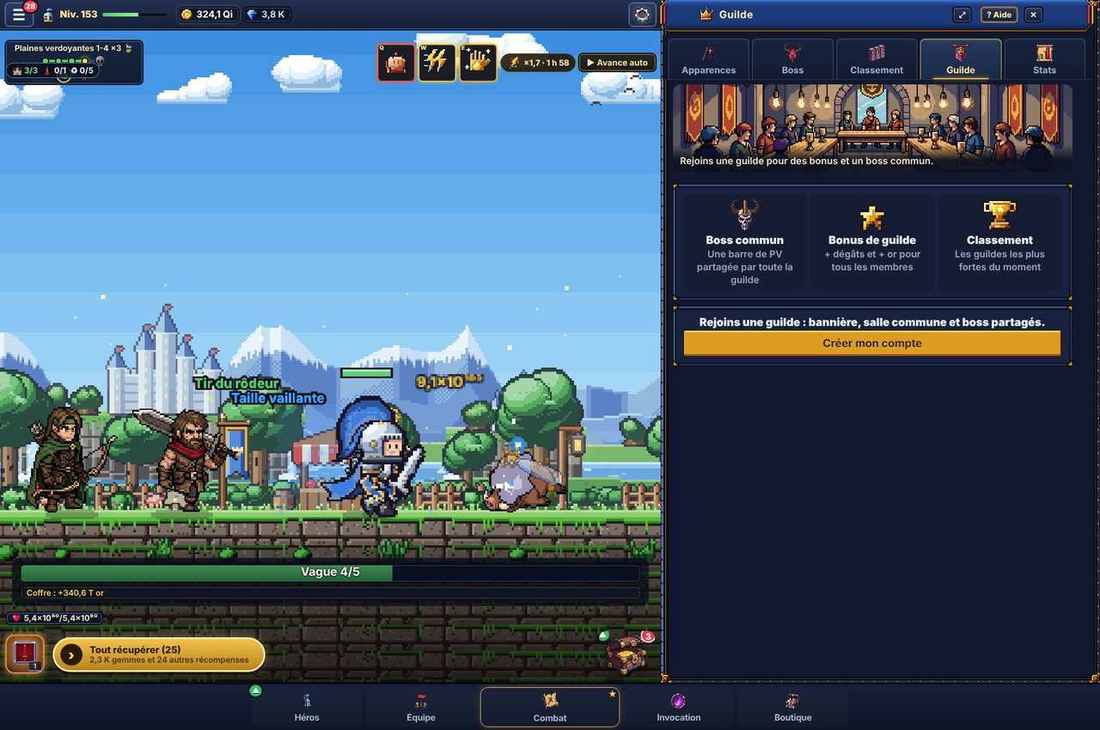 28
Niv. 153
324,1 Qi
3,8 K
Plaines verdoyantes 1-4 ×3
3/3 0/1 0/5
Q
W
×1,7 · 1 h 58
Avance auto
Tir du rôdeur
Taille vaillante
Vague 4/5
Coffre : +340,6 T or
5,4×10⁸⁰/5,4×10⁸⁰
1
Tout récupérer (25)
2,3 K gemmes et 24 autres récompenses
3
Héros
Équipe
Combat
Invocation
Boutique
Guilde
? Aide
Apparences
Boss
Classement
Guilde
Stats
Rejoins une guilde pour des bonus et un boss commun.
Boss commun
Une barre de PV
partagée par toute la
guilde
Bonus de guilde
+ dégâts et + or pour
tous les membres
Classement
Les guildes les plus
fortes du moment
Rejoins une guilde : bannière, salle commune et boss partagés.
Créer mon compte